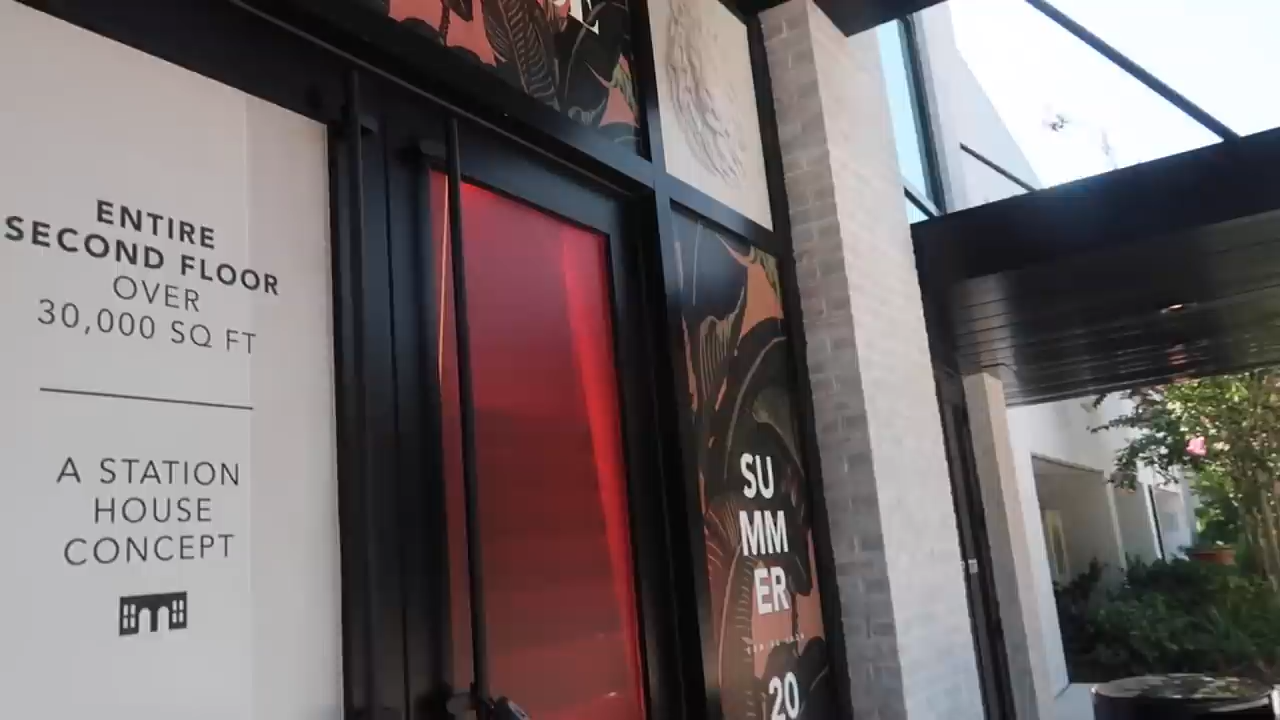 ENTIRE
SECOND FLOOR
OVER
30,000 SQ FT
A STATION
HOUSE
CONCEPT
SU
MM
ER
20